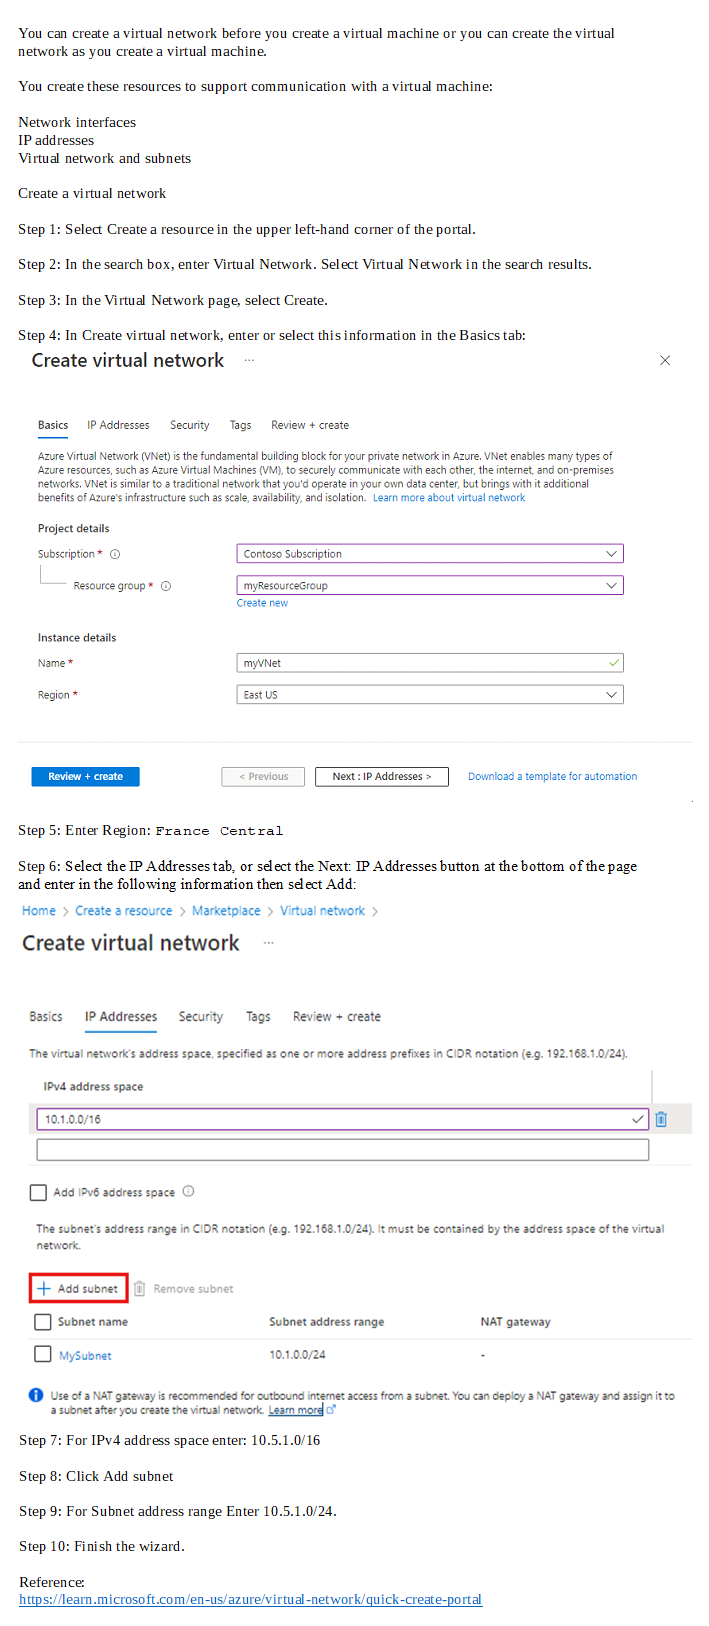 You can create a virtual network before you create a virtual machine or you can create the virtual
network as you create a virtual machine.
You create these resources to support communication with a virtual machine:
Network interfaces
IP addresses
Virtual network and subnets
Create a virtual network
Step 1: Select Create a resource in the upper left-hand corner of the portal.
Step 2: In the search box, enter Virtual Network. Select Virtual Network in the search results.
Step 3: In the Virtual Network page, select Create.
Step 4: In Create virtual network, enter or select this information in the Basics tab:
Create virtual network ...
Basics IP Addresses Security Tags Review + create
Azure Virtual Network (VNet) is the fundamental building block for your private network in Azure. VNet enables many types of
Azure resources, such as Azure Virtual Machines (VM), to securely communicate with each other, the internet, and on-premises
networks. VNet is similar to a traditional network that you'd operate in your own data center, but brings with it additional
benefits of Azure's infrastructure such as scale, availability, and isolation. Learn more about virtual network
Project details
Subscription * Contoso Subscription
Resource group * myResourceGroup
Create new
Instance details
Name * myVNet
Region * East US
Review + create < Previous Next : IP Addresses > Download a template for automation
Step 5: Enter Region: France Central
Step 6: Select the IP Addresses tab, or select the Next: IP Addresses button at the bottom of the page
and enter in the following information then select Add:
Home > Create a resource > Marketplace > Virtual network >
Create virtual network ...
Basics IP Addresses Security Tags Review + create
The virtual network's address space, specified as one or more address prefixes in CIDR notation (e.g. 192.168.1.0/24).
IPv4 address space
10.1.0.0/16
Add IPv6 address space
The subnet's address range in CIDR notation (e.g. 192.168.1.0/24). It must be contained by the address space of the virtual
network.
+ Add subnet Remove subnet
Subnet name Subnet address range NAT gateway
MySubnet 10.1.0.0/24 -
Use of a NAT gateway is recommended for outbound internet access from a subnet. You can deploy a NAT gateway and assign it to
a subnet after you create the virtual network. Learn more
Step 7: For IPv4 address space enter: 10.5.1.0/16
Step 8: Click Add subnet
Step 9: For Subnet address range Enter 10.5.1.0/24.
Step 10: Finish the wizard.
Reference:
https://learn.microsoft.com/en-us/azure/virtual-network/quick-create-portal